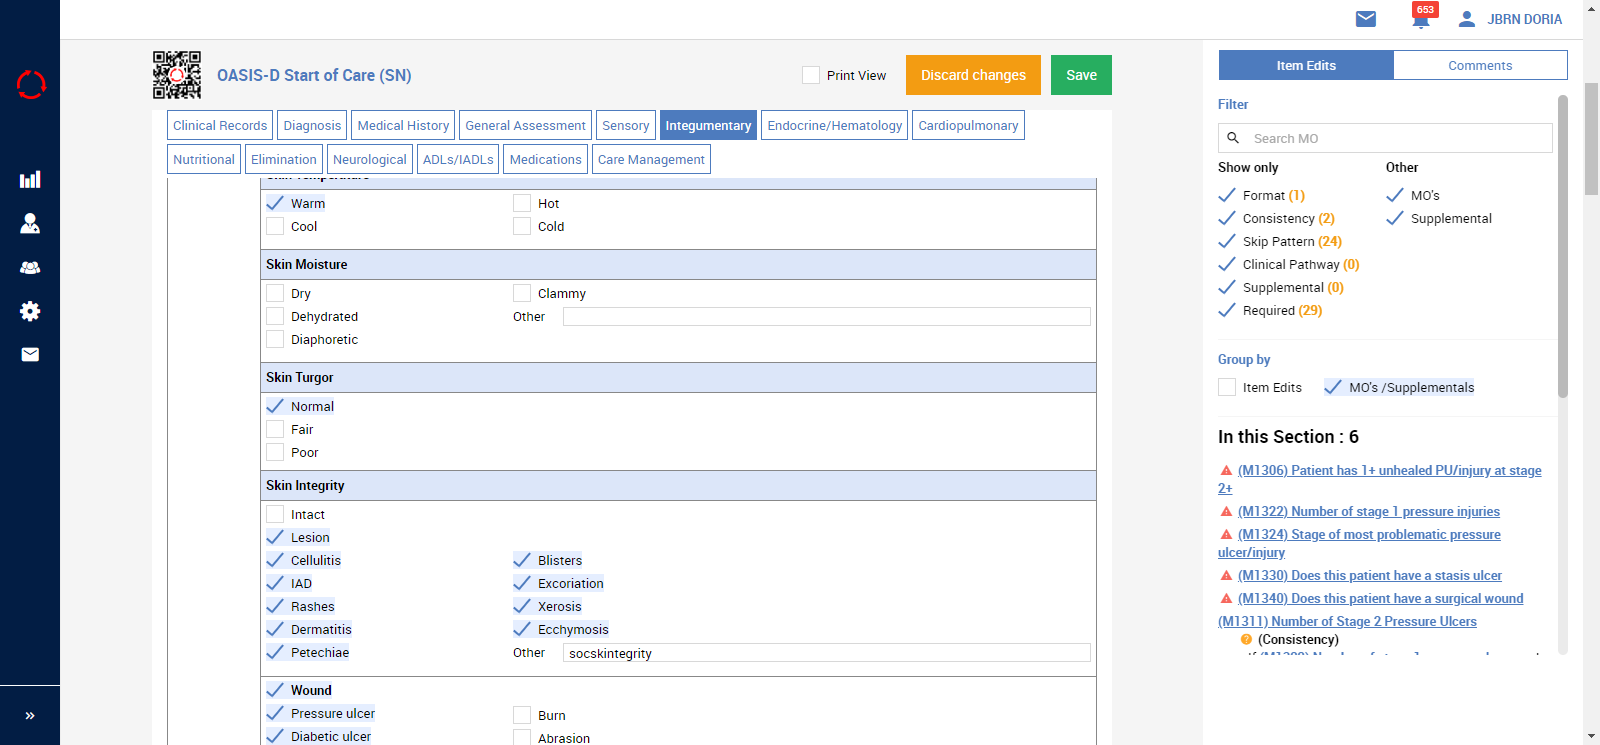 653
JBRN DORIA
OASIS-D Start of Care (SN)
Print View
Discard changes
Save
Clinical Records
Diagnosis
Medical History
General Assessment
Sensory
Integumentary
Endocrine/Hematology
Cardiopulmonary
Nutritional
Elimination
Neurological
ADLs/IADLs
Medications
Care Management
Skin Temperature
Warm
Hot
Cool
Cold
Skin Moisture
Dry
Clammy
Dehydrated
Other
Diaphoretic
Skin Turgor
Normal
Fair
Poor
Skin Integrity
Intact
Lesion
Cellulitis
Blisters
IAD
Excoriation
Rashes
Xerosis
Dermatitis
Ecchymosis
Petechiae
Other socskintegrity
Wound
Pressure ulcer
Burn
Diabetic ulcer
Abrasion
Item Edits
Comments
Filter
Search MO
Show only
Other
Format (1)
MO's
Consistency (2)
Supplemental
Skip Pattern (24)
Clinical Pathway (0)
Supplemental (0)
Required (29)
Group by
Item Edits
MO's /Supplementals
In this Section : 6
(M1306) Patient has 1+ unhealed PU/injury at stage
2+
(M1322) Number of stage 1 pressure injuries
(M1324) Stage of most problematic pressure
ulcer/injury
(M1330) Does this patient have a stasis ulcer
(M1340) Does this patient have a surgical wound
(M1311) Number of Stage 2 Pressure Ulcers
(Consistency)